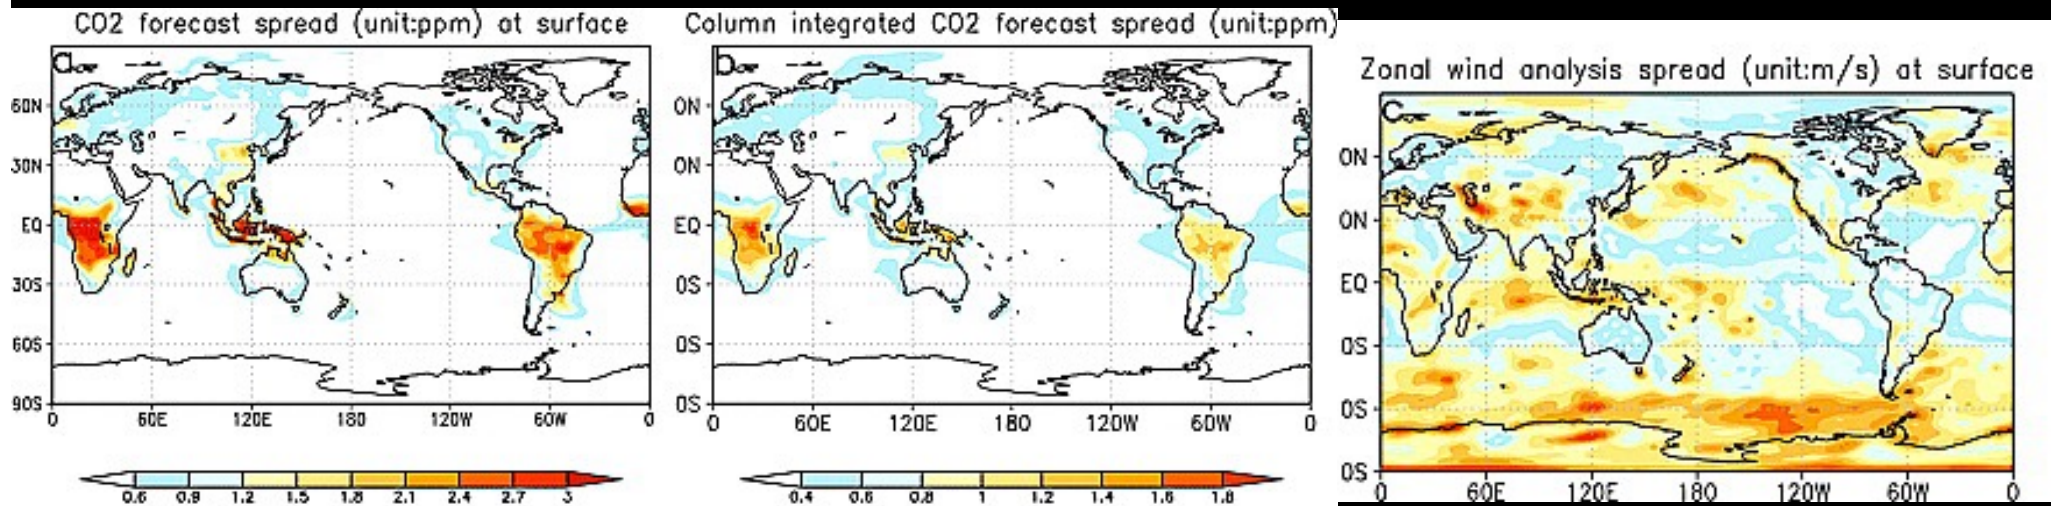 CO2 forecast spread (unit:ppm) at surface
a
60N
30N
EQ
30S
60S
90S
0 60E 120E 180 120W 60W 0
0.6 0.9 1.2 1.5 1.8 2.1 2.4 2.7 3
Column integrated CO2 forecast spread (unit:ppm)
b
0N
0N
EQ
0S
0S
0S
0 60E 120E 180 120W 60W 0
0.4 0.6 0.8 1 1.2 1.4 1.6 1.8
Zonal wind analysis spread (unit:m/s) at surface
c
0N
0N
EQ
0S
0S
0S
0 60E 120E 180 120W 60W 0